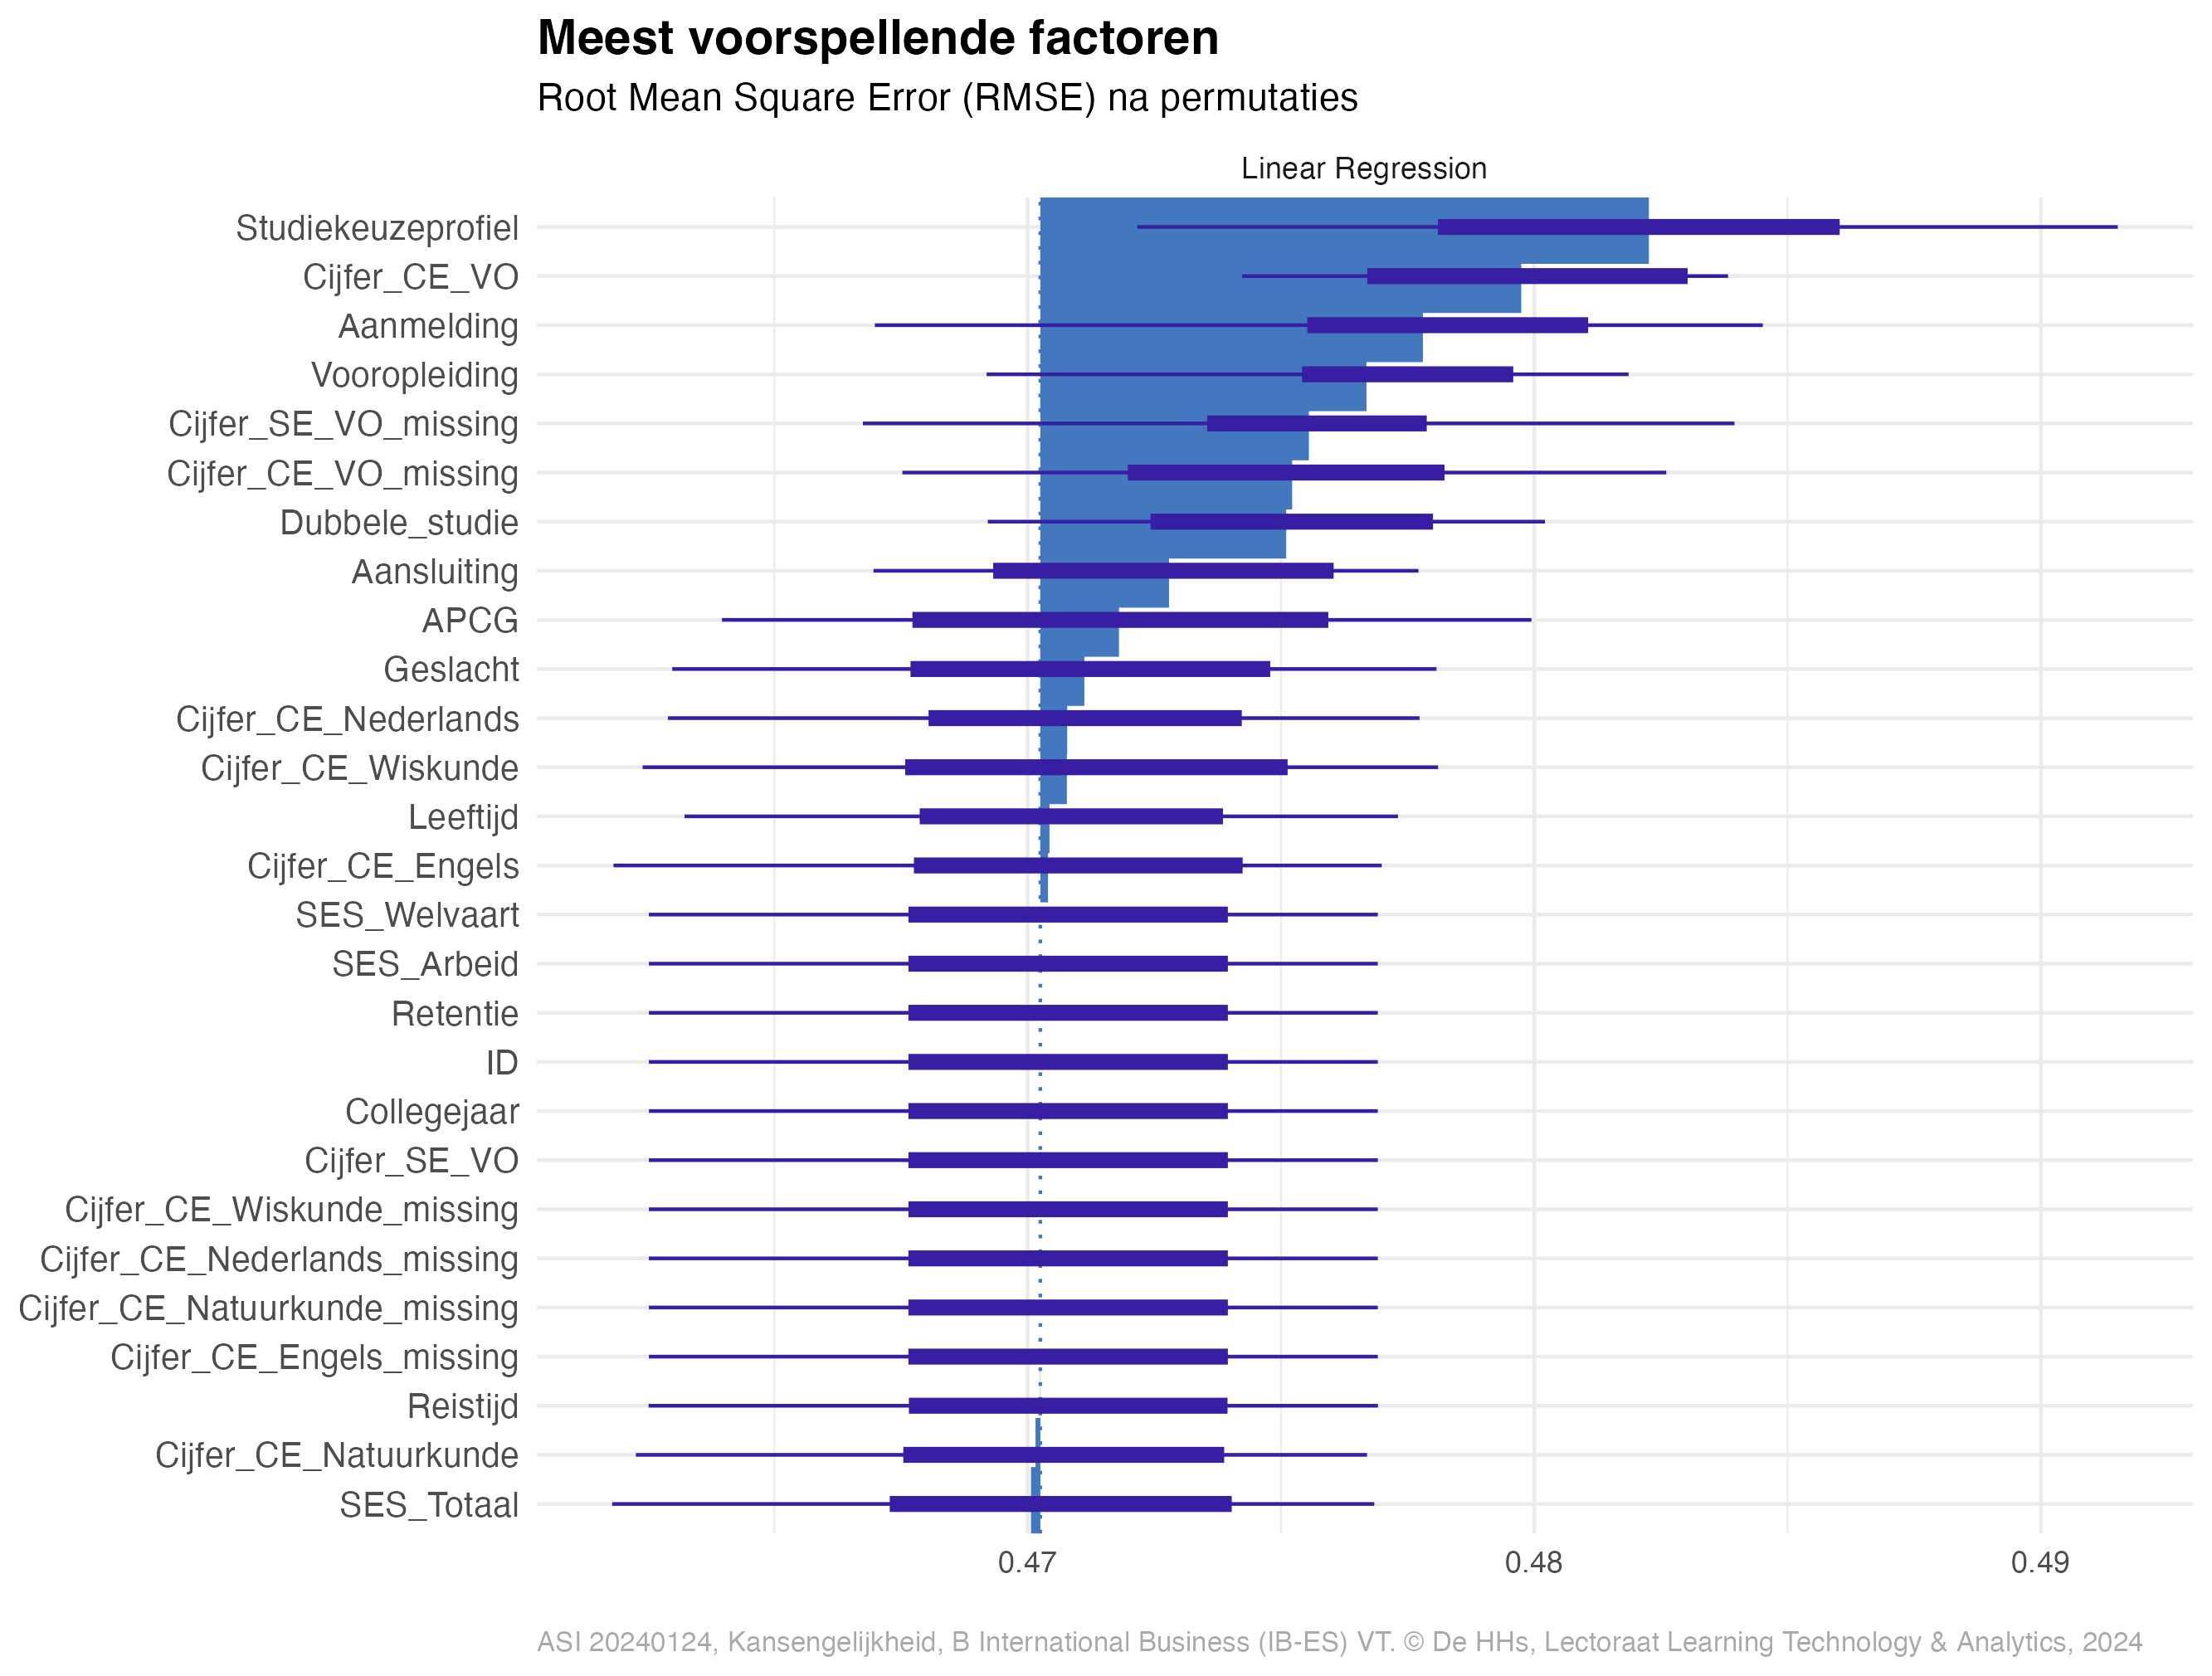 Meest voorspellende factoren
Root Mean Square Error (RMSE) na permutaties
Linear Regression
Studiekeuzeprofiel
Cijfer_CE_VO
Aanmelding
Vooropleiding
Cijfer_SE_VO_missing
Cijfer_CE_VO_missing
Dubbele_studie
Aansluiting
APCG
Geslacht
Cijfer_CE_Nederlands
Cijfer_CE_Wiskunde
Leeftijd
Cijfer_CE_Engels
SES_Welvaart
SES_Arbeid
Retentie
ID
Collegejaar
Cijfer_SE_VO
Cijfer_CE_Wiskunde_missing
Cijfer_CE_Nederlands_missing
Cijfer_CE_Natuurkunde_missing
Cijfer_CE_Engels_missing
Reistijd
Cijfer_CE_Natuurkunde
SES_Totaal
0.47 0.48 0.49
ASI 20240124, Kansengelijkheid, B International Business (IB-ES) VT. © De HHs, Lectoraat Learning Technology & Analytics, 2024